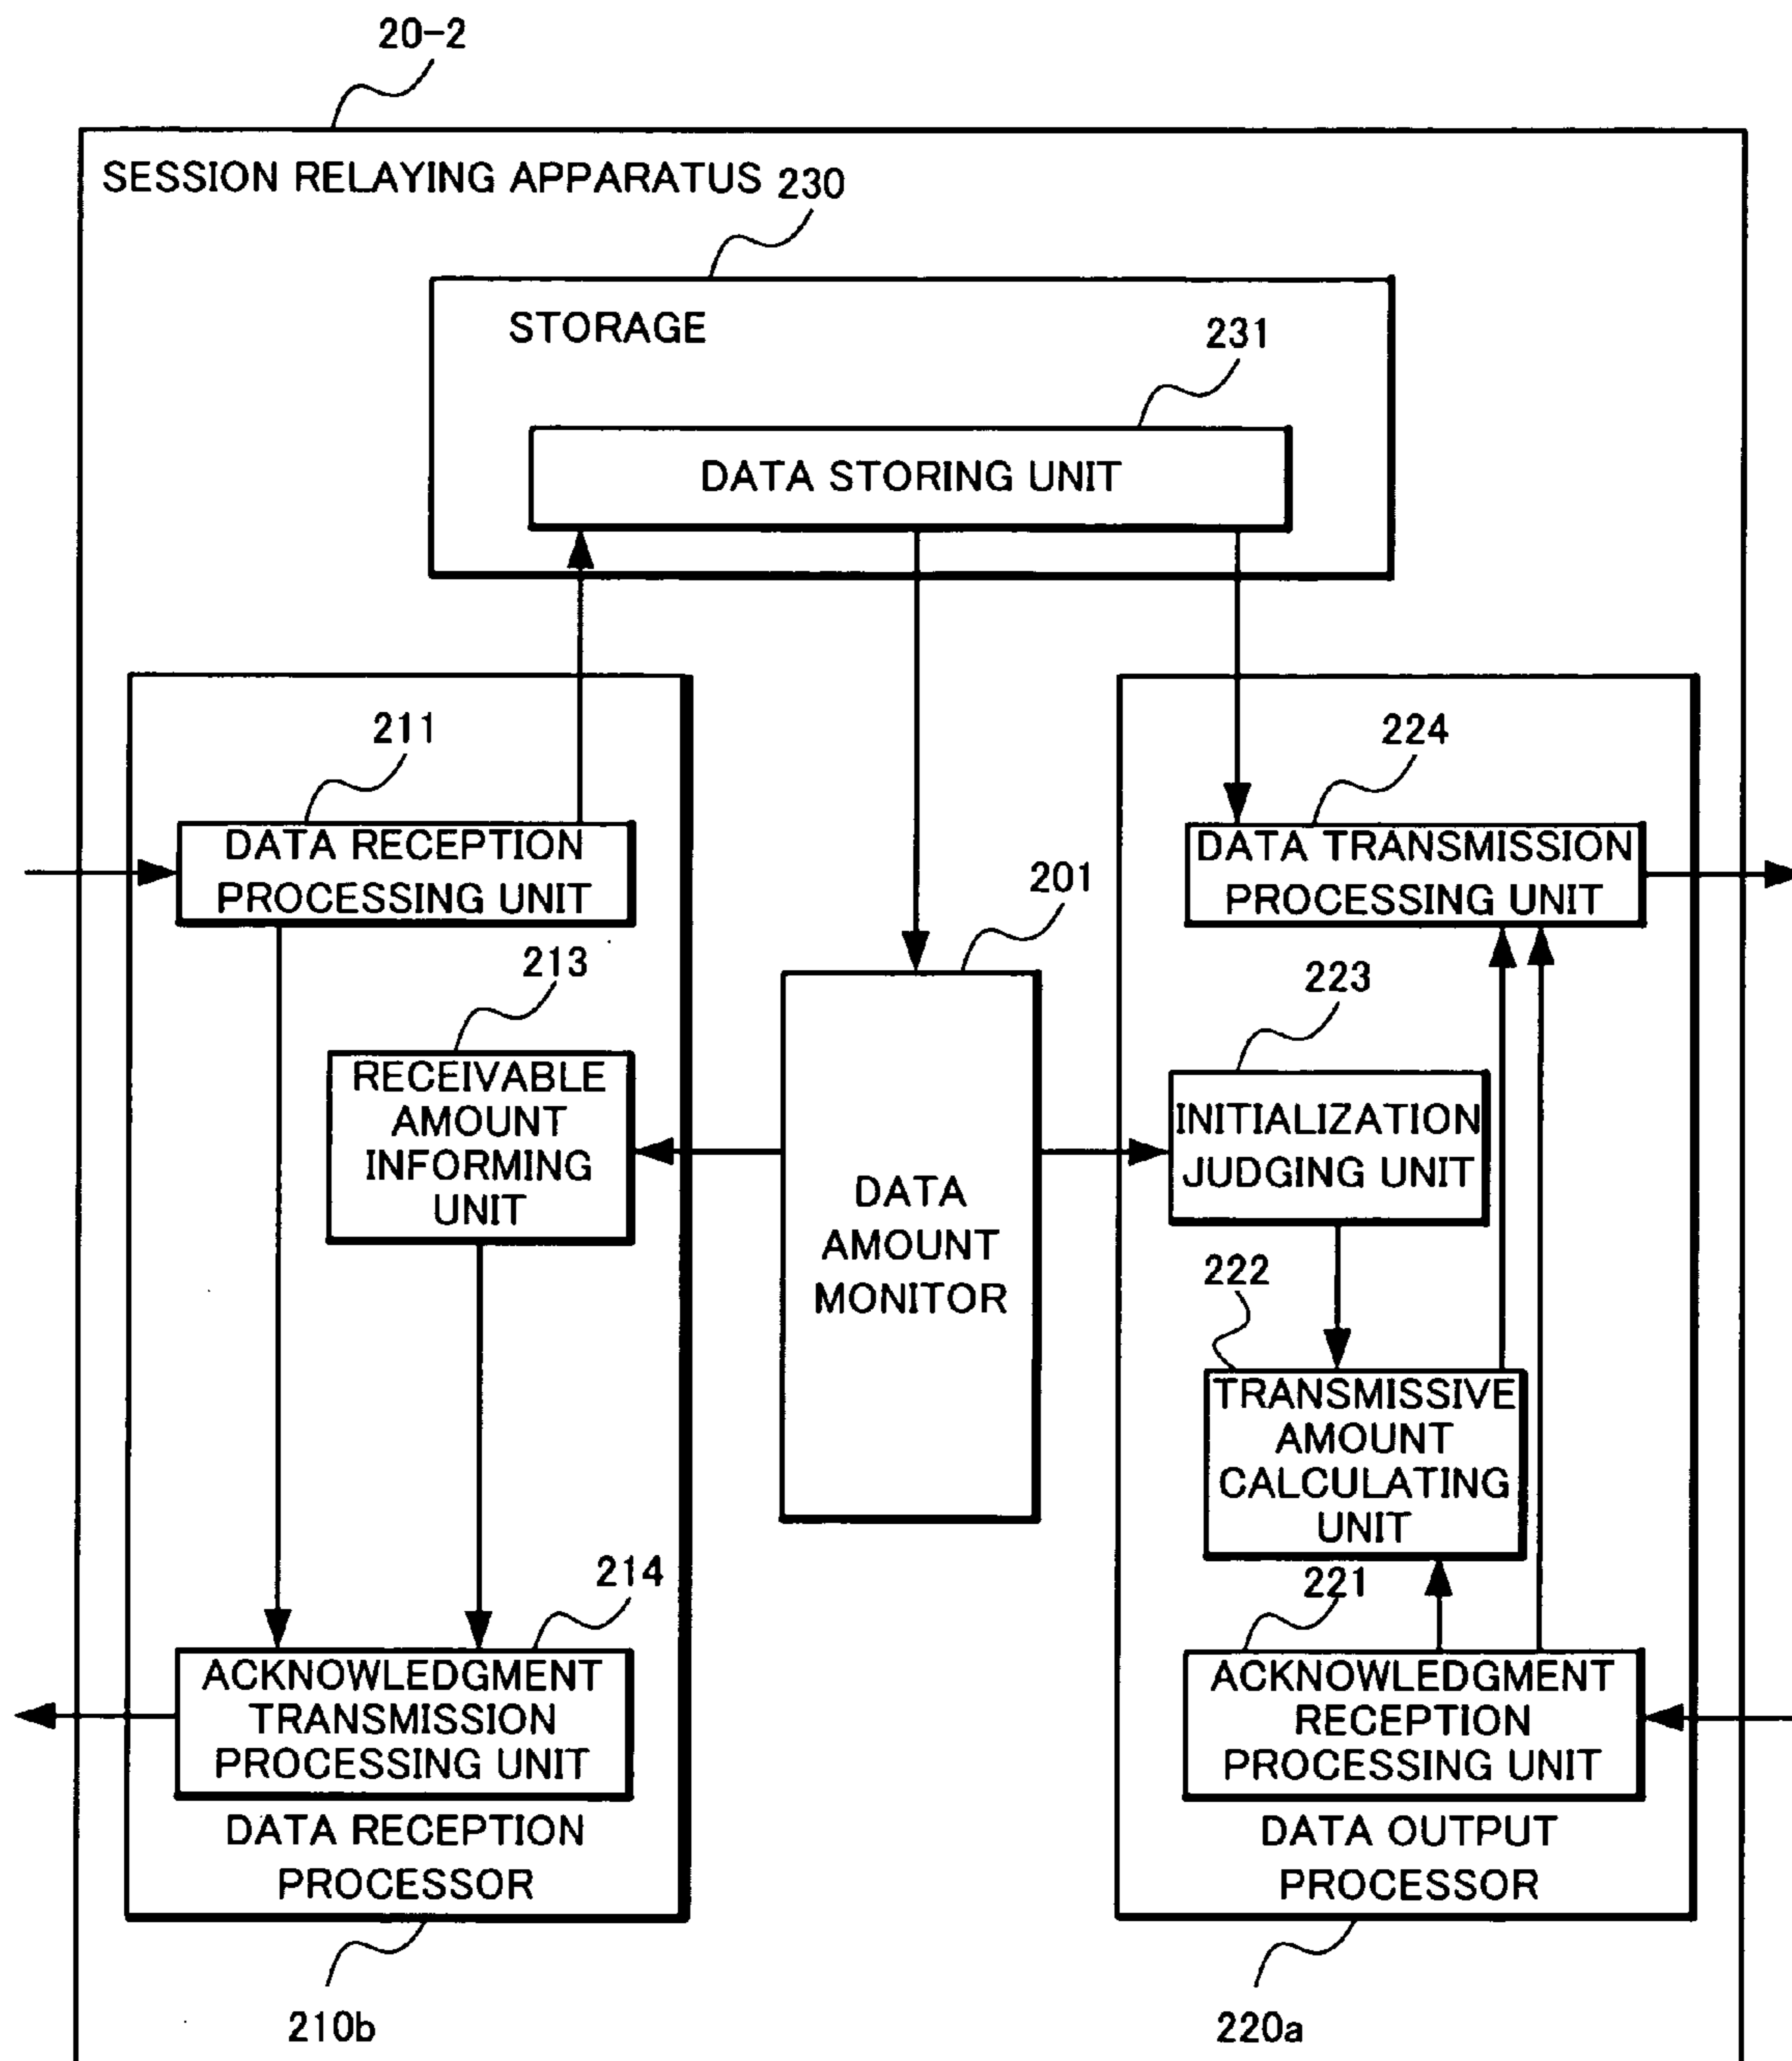 20-2
SESSION RELAYING APPARATUS
230
STORAGE
231
DATA STORING UNIT
211
DATA RECEPTION
PROCESSING UNIT
213
RECEIVABLE
AMOUNT
INFORMING
UNIT
214
ACKNOWLEDGMENT
TRANSMISSION
PROCESSING UNIT
DATA RECEPTION
PROCESSOR
210b
201
DATA
AMOUNT
MONITOR
224
DATA TRANSMISSION
PROCESSING UNIT
223
INITIALIZATION
JUDGING UNIT
222
TRANSMISSIVE
AMOUNT
CALCULATING
UNIT
221
ACKNOWLEDGMENT
RECEPTION
PROCESSING UNIT
DATA OUTPUT
PROCESSOR
220a